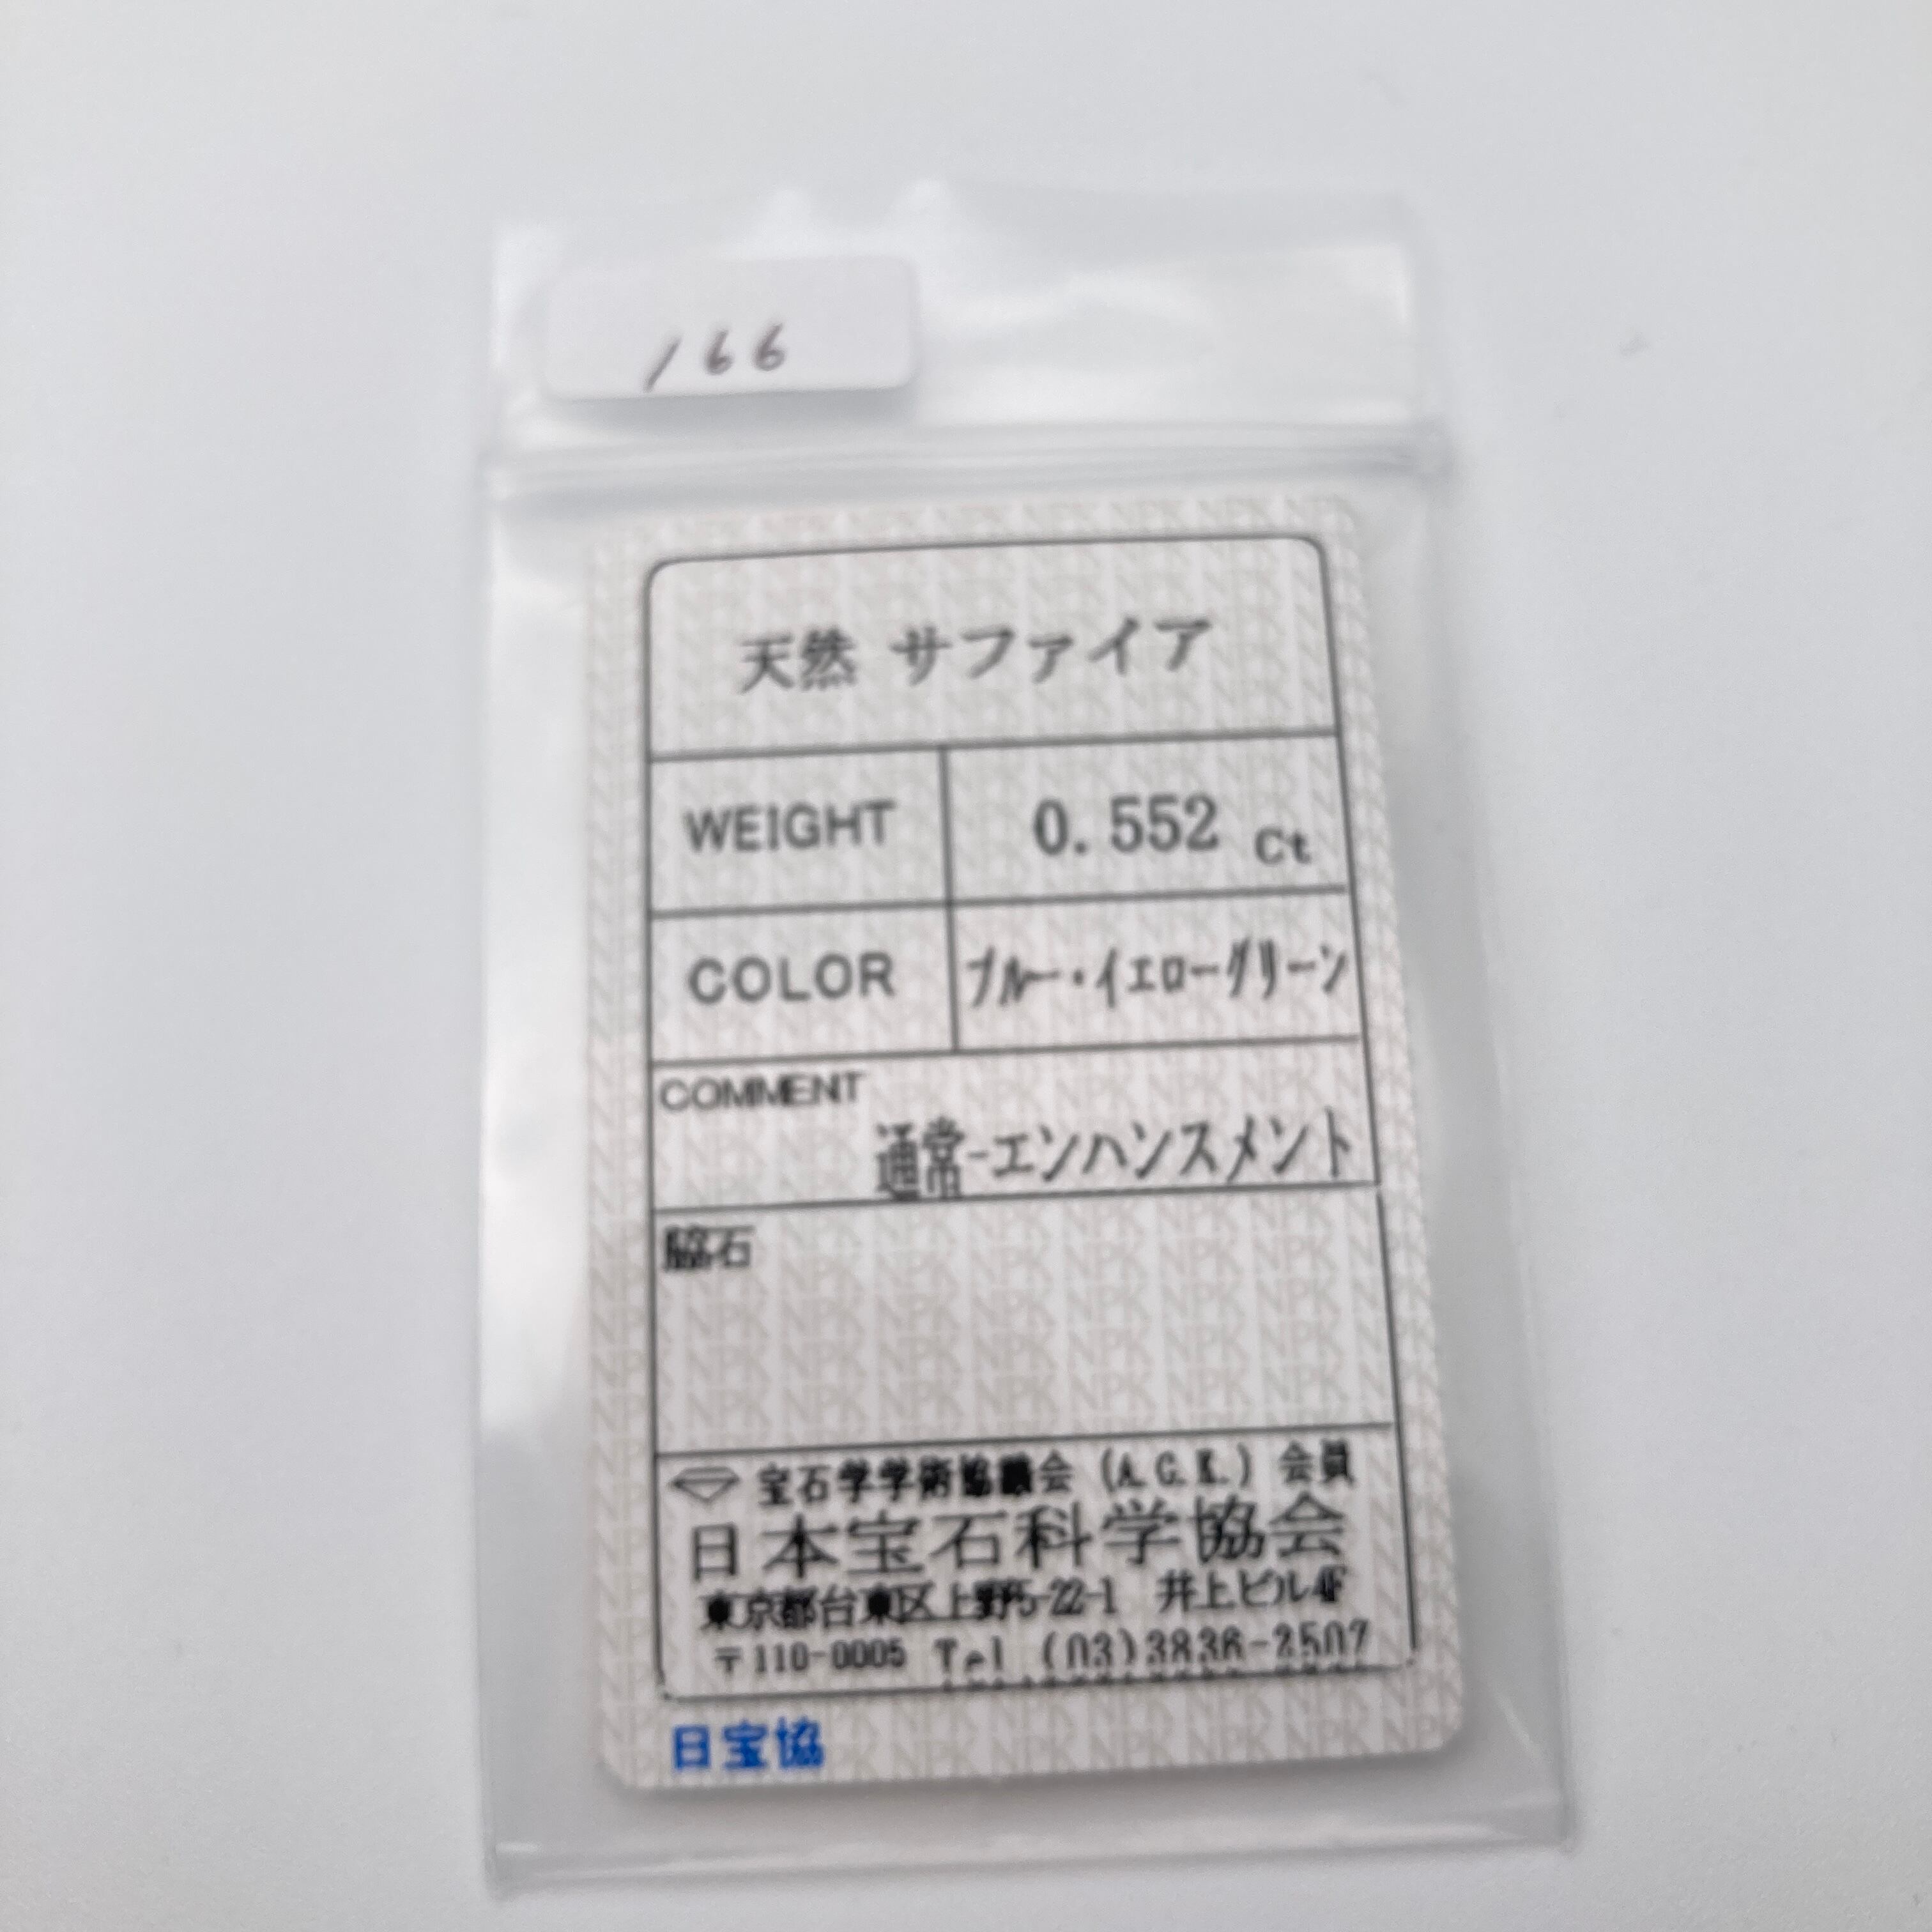 166
天然 サファイア
WEIGHT 0.552 Ct
COLOR ブルー・イエローグリーン
COMMENT
通常-エンハンスメント
脇石
宝石学学術協議会 (A.G.K.) 会員
日本宝石科学協会
東京都台東区上野5-22-1 井上ビル4F
〒110-0005 Tel (03)3836-2507
日宝協